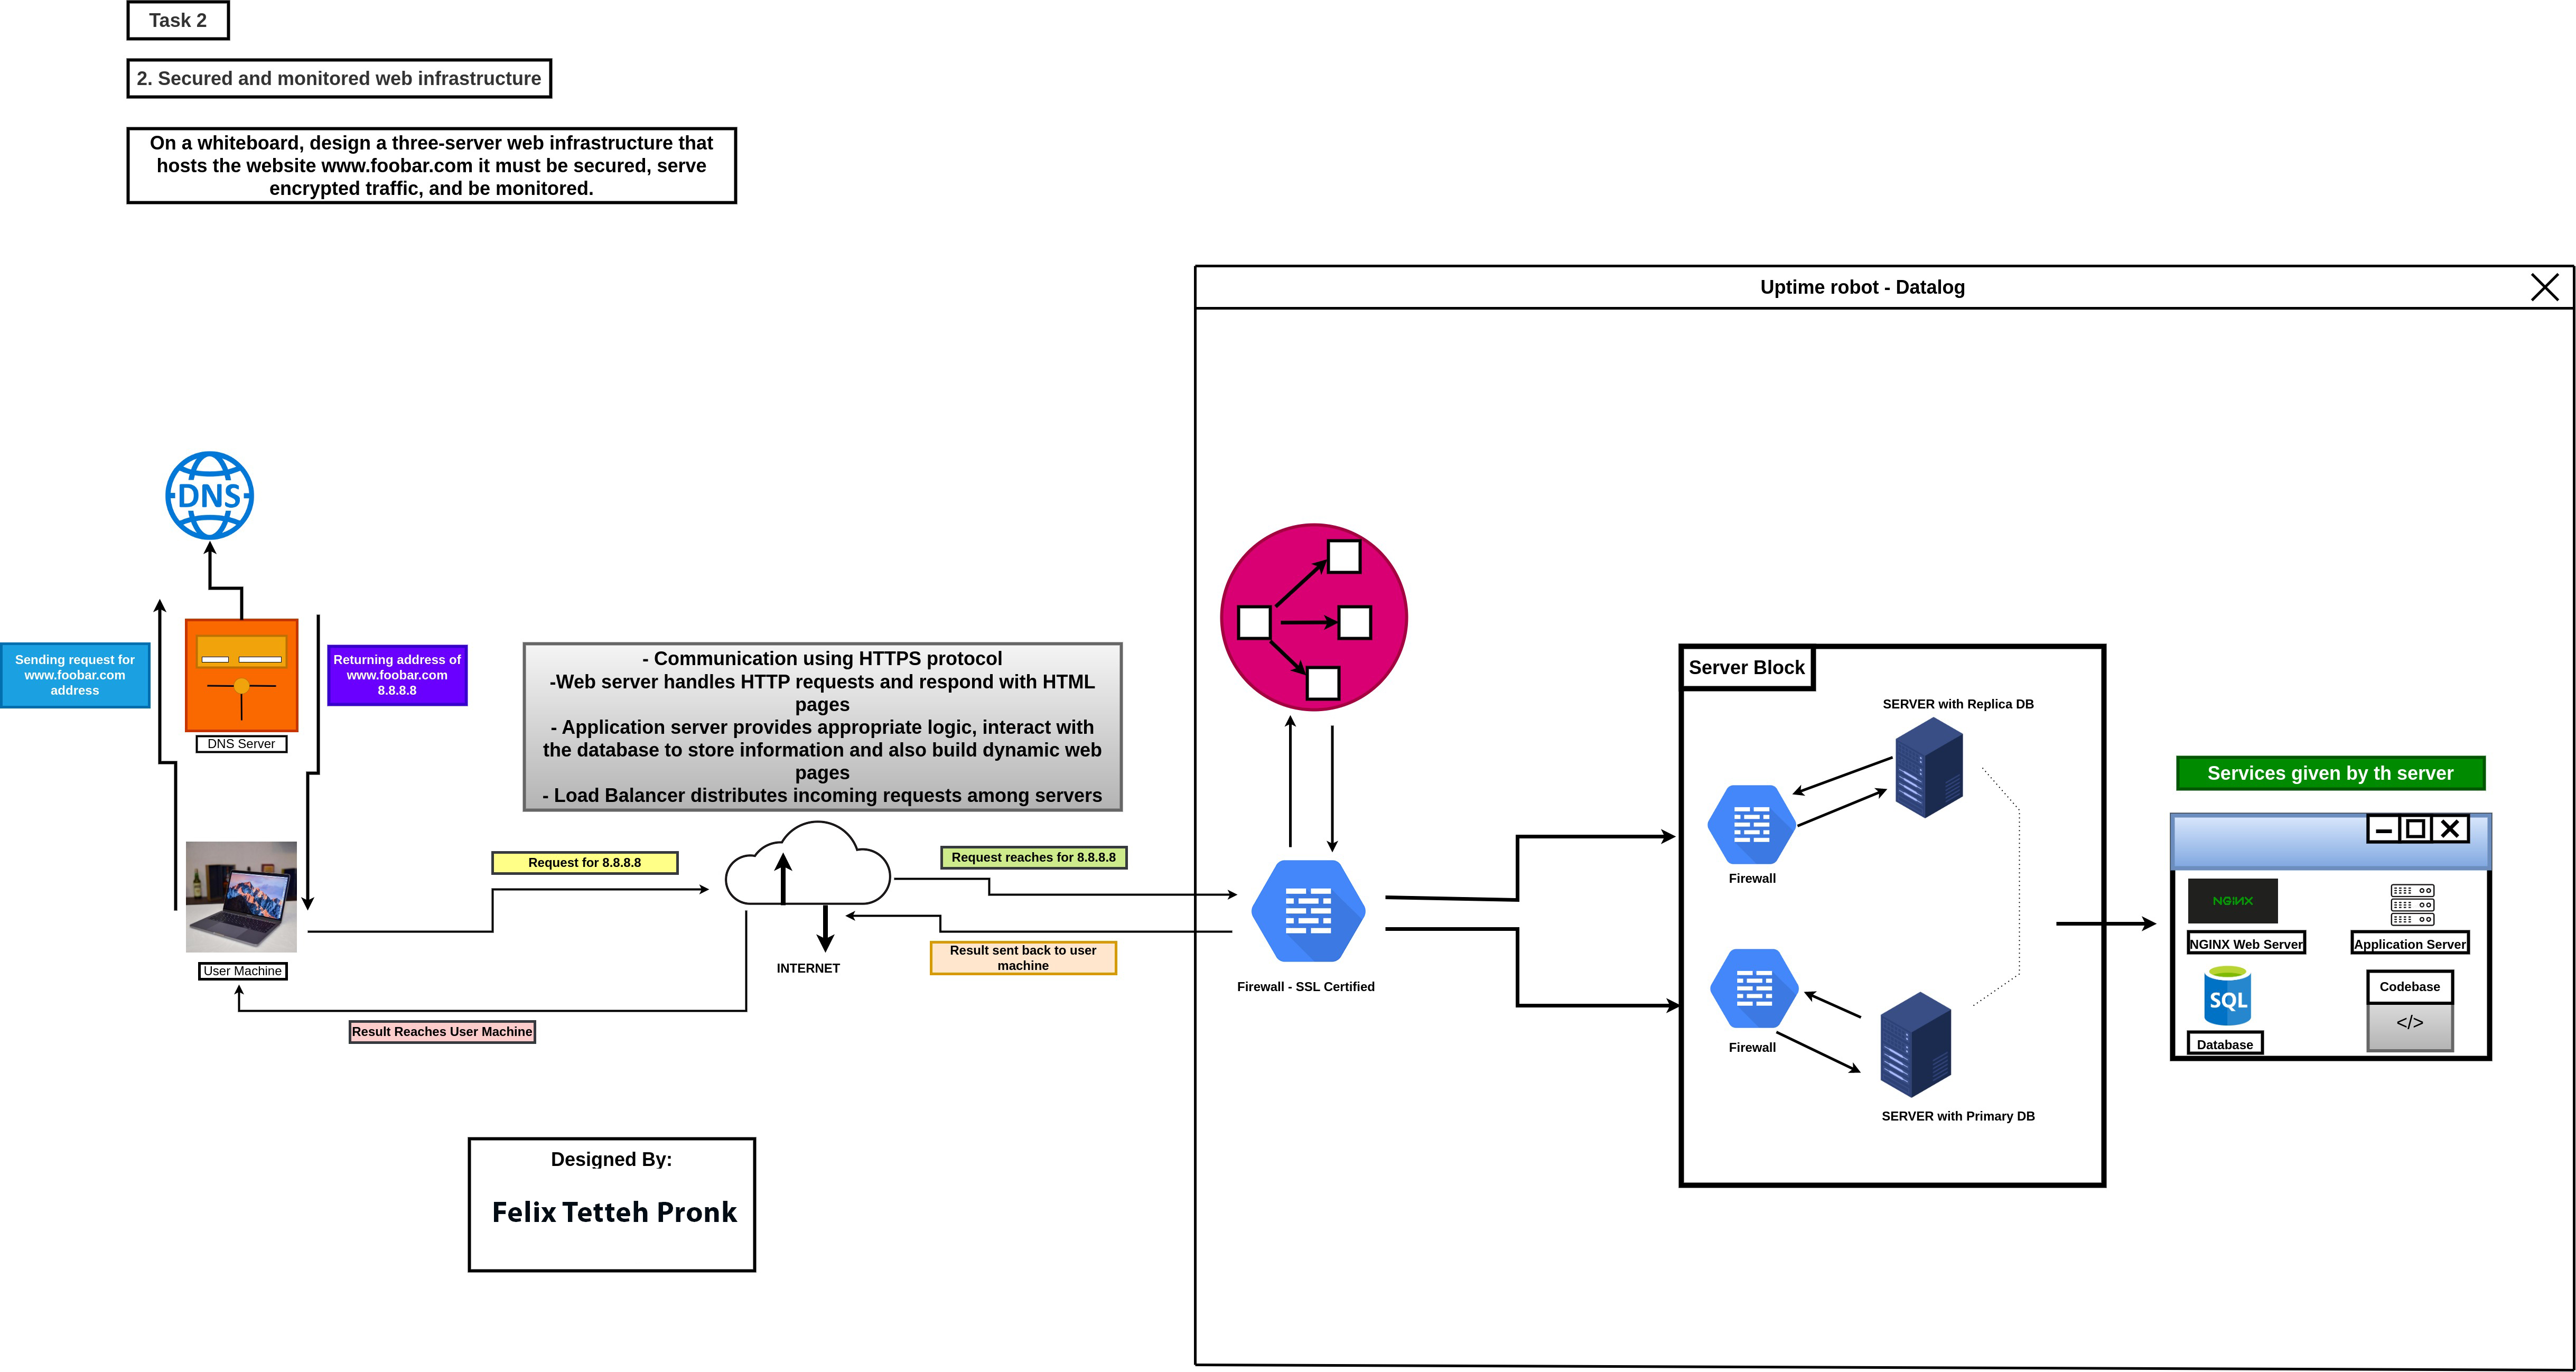 Task 2
2. Secured and monitored web infrastructure
On a whiteboard, design a three-server web infrastructure that
hosts the website www.foobar.com it must be secured, serve
encrypted traffic, and be monitored.
Uptime robot - Datalog
DNS
Sending request for
www.foobar.com
address
Returning address of
www.foobar.com
8.8.8.8
DNS Server
- Communication using HTTPS protocol
-Web server handles HTTP requests and respond with HTML
pages
- Application server provides appropriate logic, interact with
the database to store information and also build dynamic web
pages
- Load Balancer distributes incoming requests among servers
Request for 8.8.8.8
Request reaches for 8.8.8.8
Result sent back to user
machine
INTERNET
User Machine
Result Reaches User Machine
Firewall - SSL Certified
Server Block
SERVER with Replica DB
Firewall
Firewall
SERVER with Primary DB
Services given by th server
NGINX
NGINX Web Server
Application Server
SQL
Database
Codebase
</>
Designed By:
Felix Tetteh Pronk